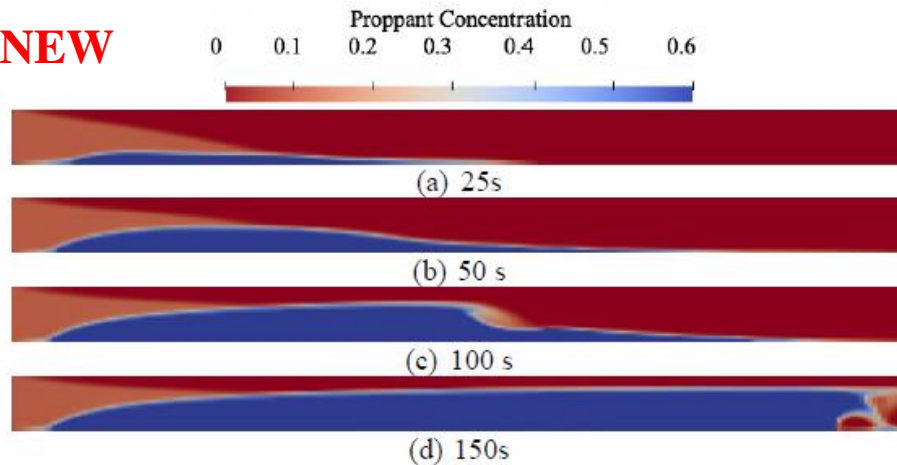 Proppant Concentration
NEW
0 0.1 0.2 0.3 0.4 0.5 0.6
(a) 25s
(b) 50 s
(c) 100 s
(d) 150s